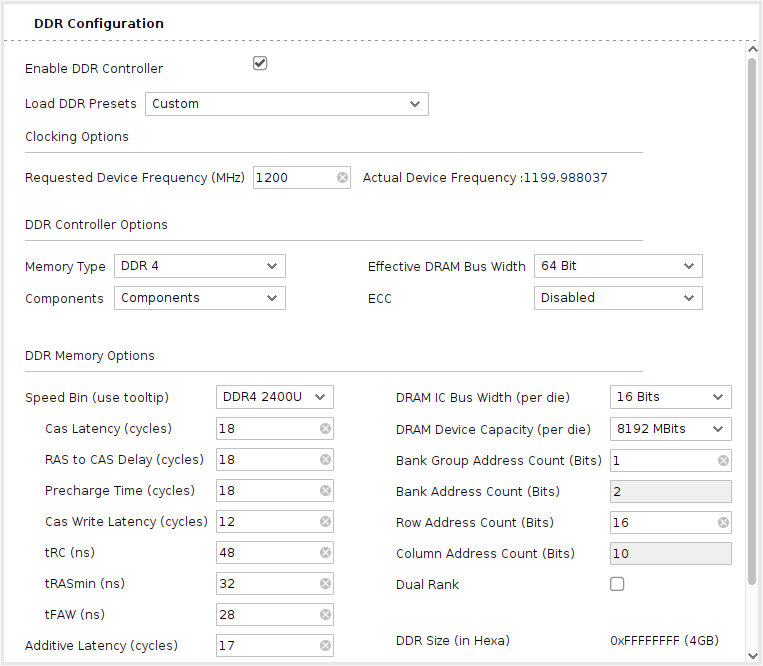 DDR Configuration
Enable DDR Controller
Load DDR Presets Custom
Clocking Options
Requested Device Frequency (MHz) 1200 Actual Device Frequency :1199.988037
DDR Controller Options
Memory Type DDR 4 Effective DRAM Bus Width 64 Bit
Components Components ECC Disabled
DDR Memory Options
Speed Bin (use tooltip) DDR4 2400U DRAM IC Bus Width (per die) 16 Bits
Cas Latency (cycles) 18 DRAM Device Capacity (per die) 8192 MBits
RAS to CAS Delay (cycles) 18 Bank Group Address Count (Bits) 1
Precharge Time (cycles) 18 Bank Address Count (Bits) 2
Cas Write Latency (cycles) 12 Row Address Count (Bits) 16
tRC (ns) 48 Column Address Count (Bits) 10
tRASmin (ns) 32 Dual Rank
tFAW (ns) 28
Additive Latency (cycles) 17 DDR Size (in Hexa) 0xFFFFFFFF (4GB)